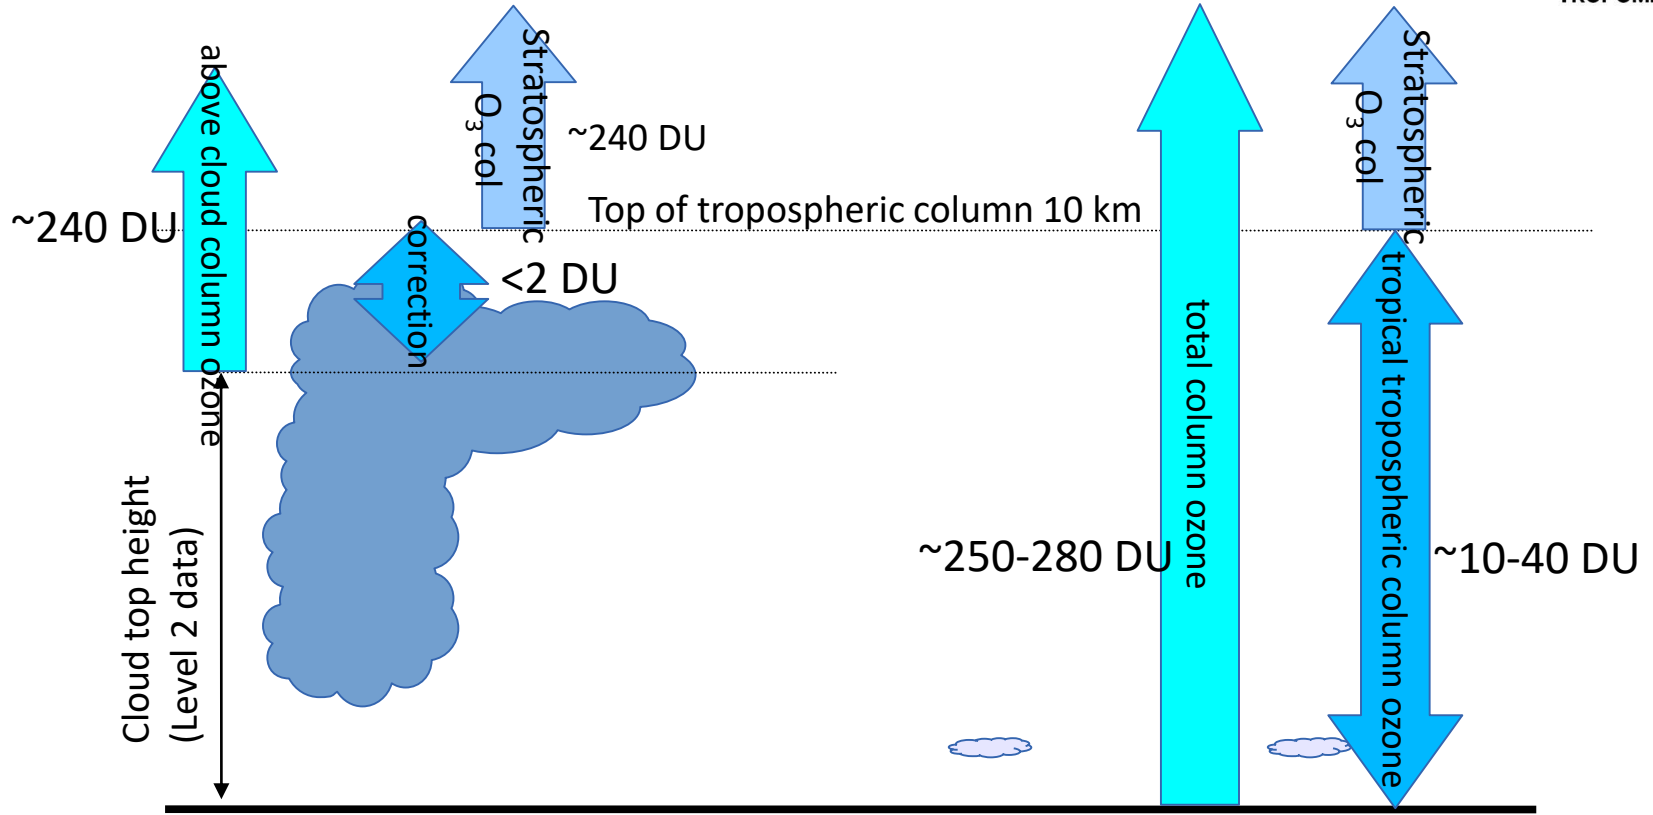 above cloud column ozone
~240 DU
Stratospheric
O₃ col
~240 DU
Top of tropospheric column 10 km
correction
<2 DU
Cloud top height
(Level 2 data)
total column ozone
~250-280 DU
Stratospheric
O₃ col
tropical tropospheric column ozone
~10-40 DU